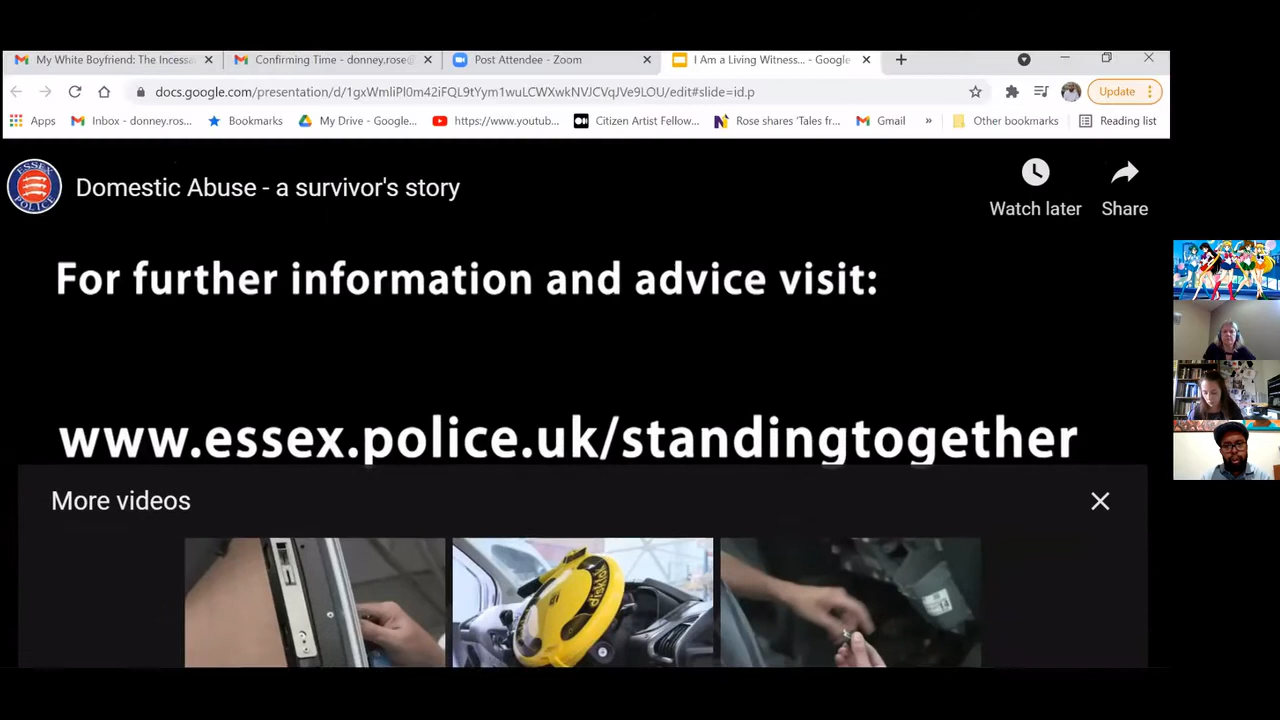 My White Boyfriend: The Incessa
Confirming Time - donney.rose@
Post Attendee - Zoom
I Am a Living Witness... - Google
docs.google.com/presentation/d/1gxWmliPl0m42iFQL9tYym1wuLCWXwkNVJCVqJVe9LOU/edit#slide=id.p
Update
Apps
Inbox - donney.ros...
Bookmarks
My Drive - Google...
https://www.youtub...
Citizen Artist Fellow...
Rose shares 'Tales fr...
Gmail
»
Other bookmarks
Reading list
ESSEX
POLICE
Domestic Abuse - a survivor's story
Watch later
Share
For further information and advice visit:
www.essex.police.uk/standingtogether
More videos
disklok